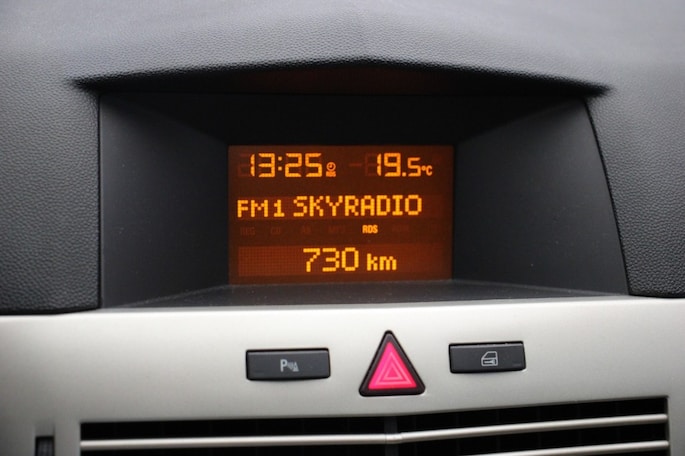 13:25 19.5°C
FM1 SKYRADIO
RDS
730 km
P